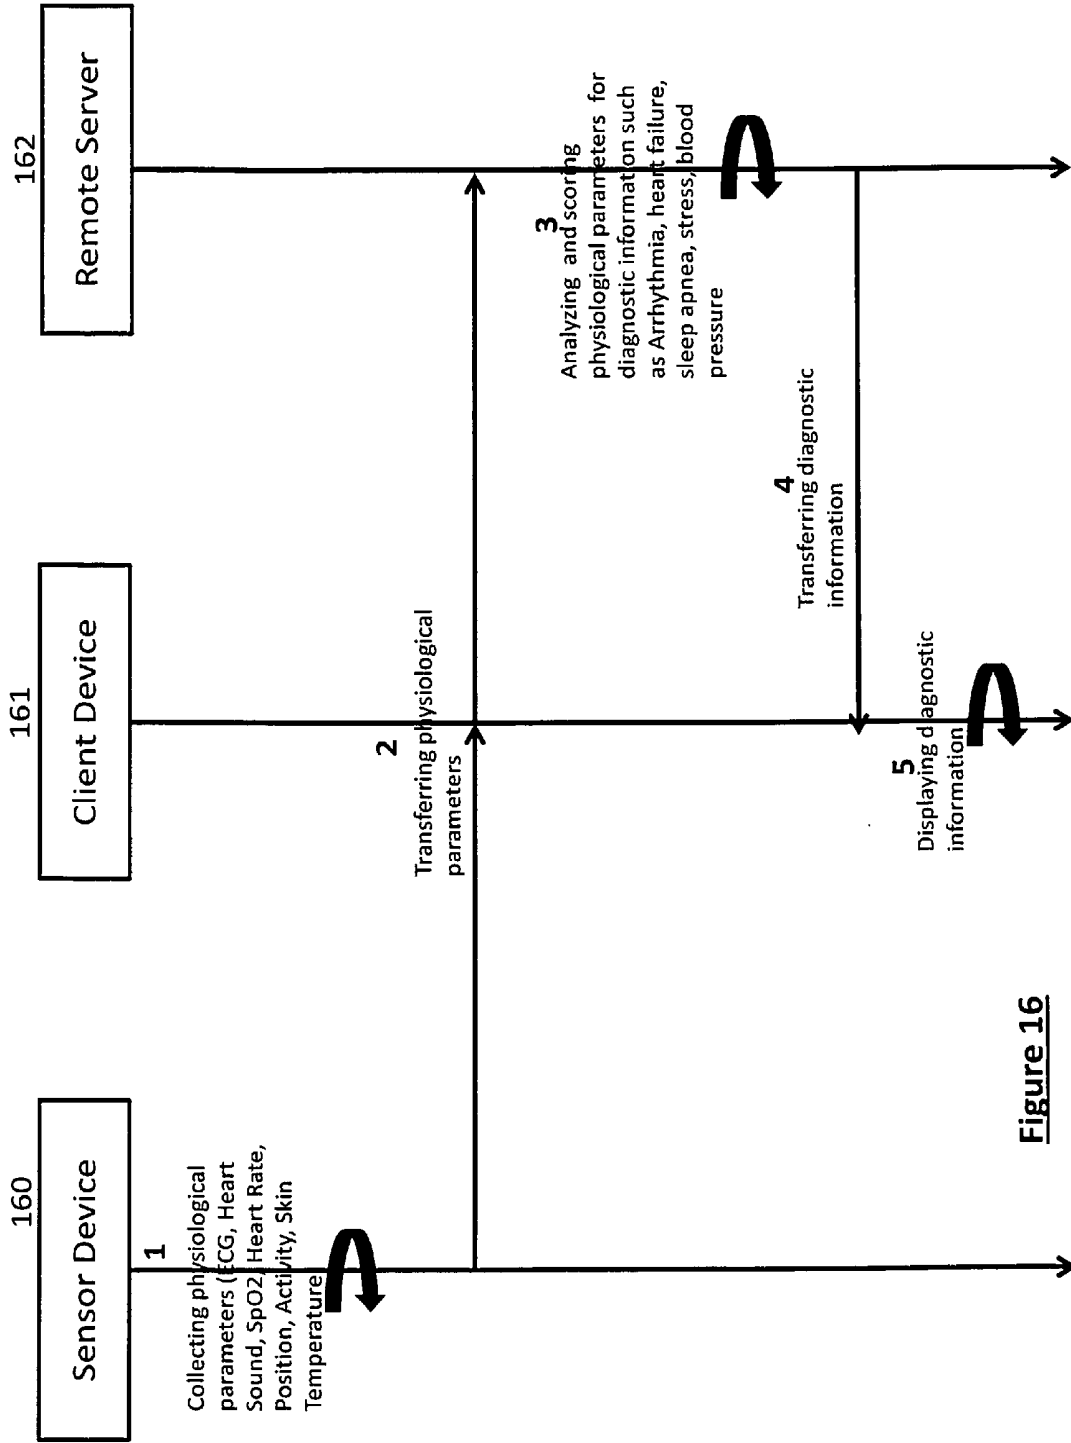 160
Sensor Device
161
Client Device
162
Remote Server
1
Collecting physiological
parameters (ECG, Heart
Sound, SpO2, Heart Rate,
Position, Activity, Skin
Temperature
2
Transferring physiological
parameters
3
Analyzing and scoring
physiological parameters for
diagnostic information such
as Arrhythmia, heart failure,
sleep apnea, stress, blood
pressure
4
Transferring diagnostic
information
5
Displaying diagnostic
information
Figure 16